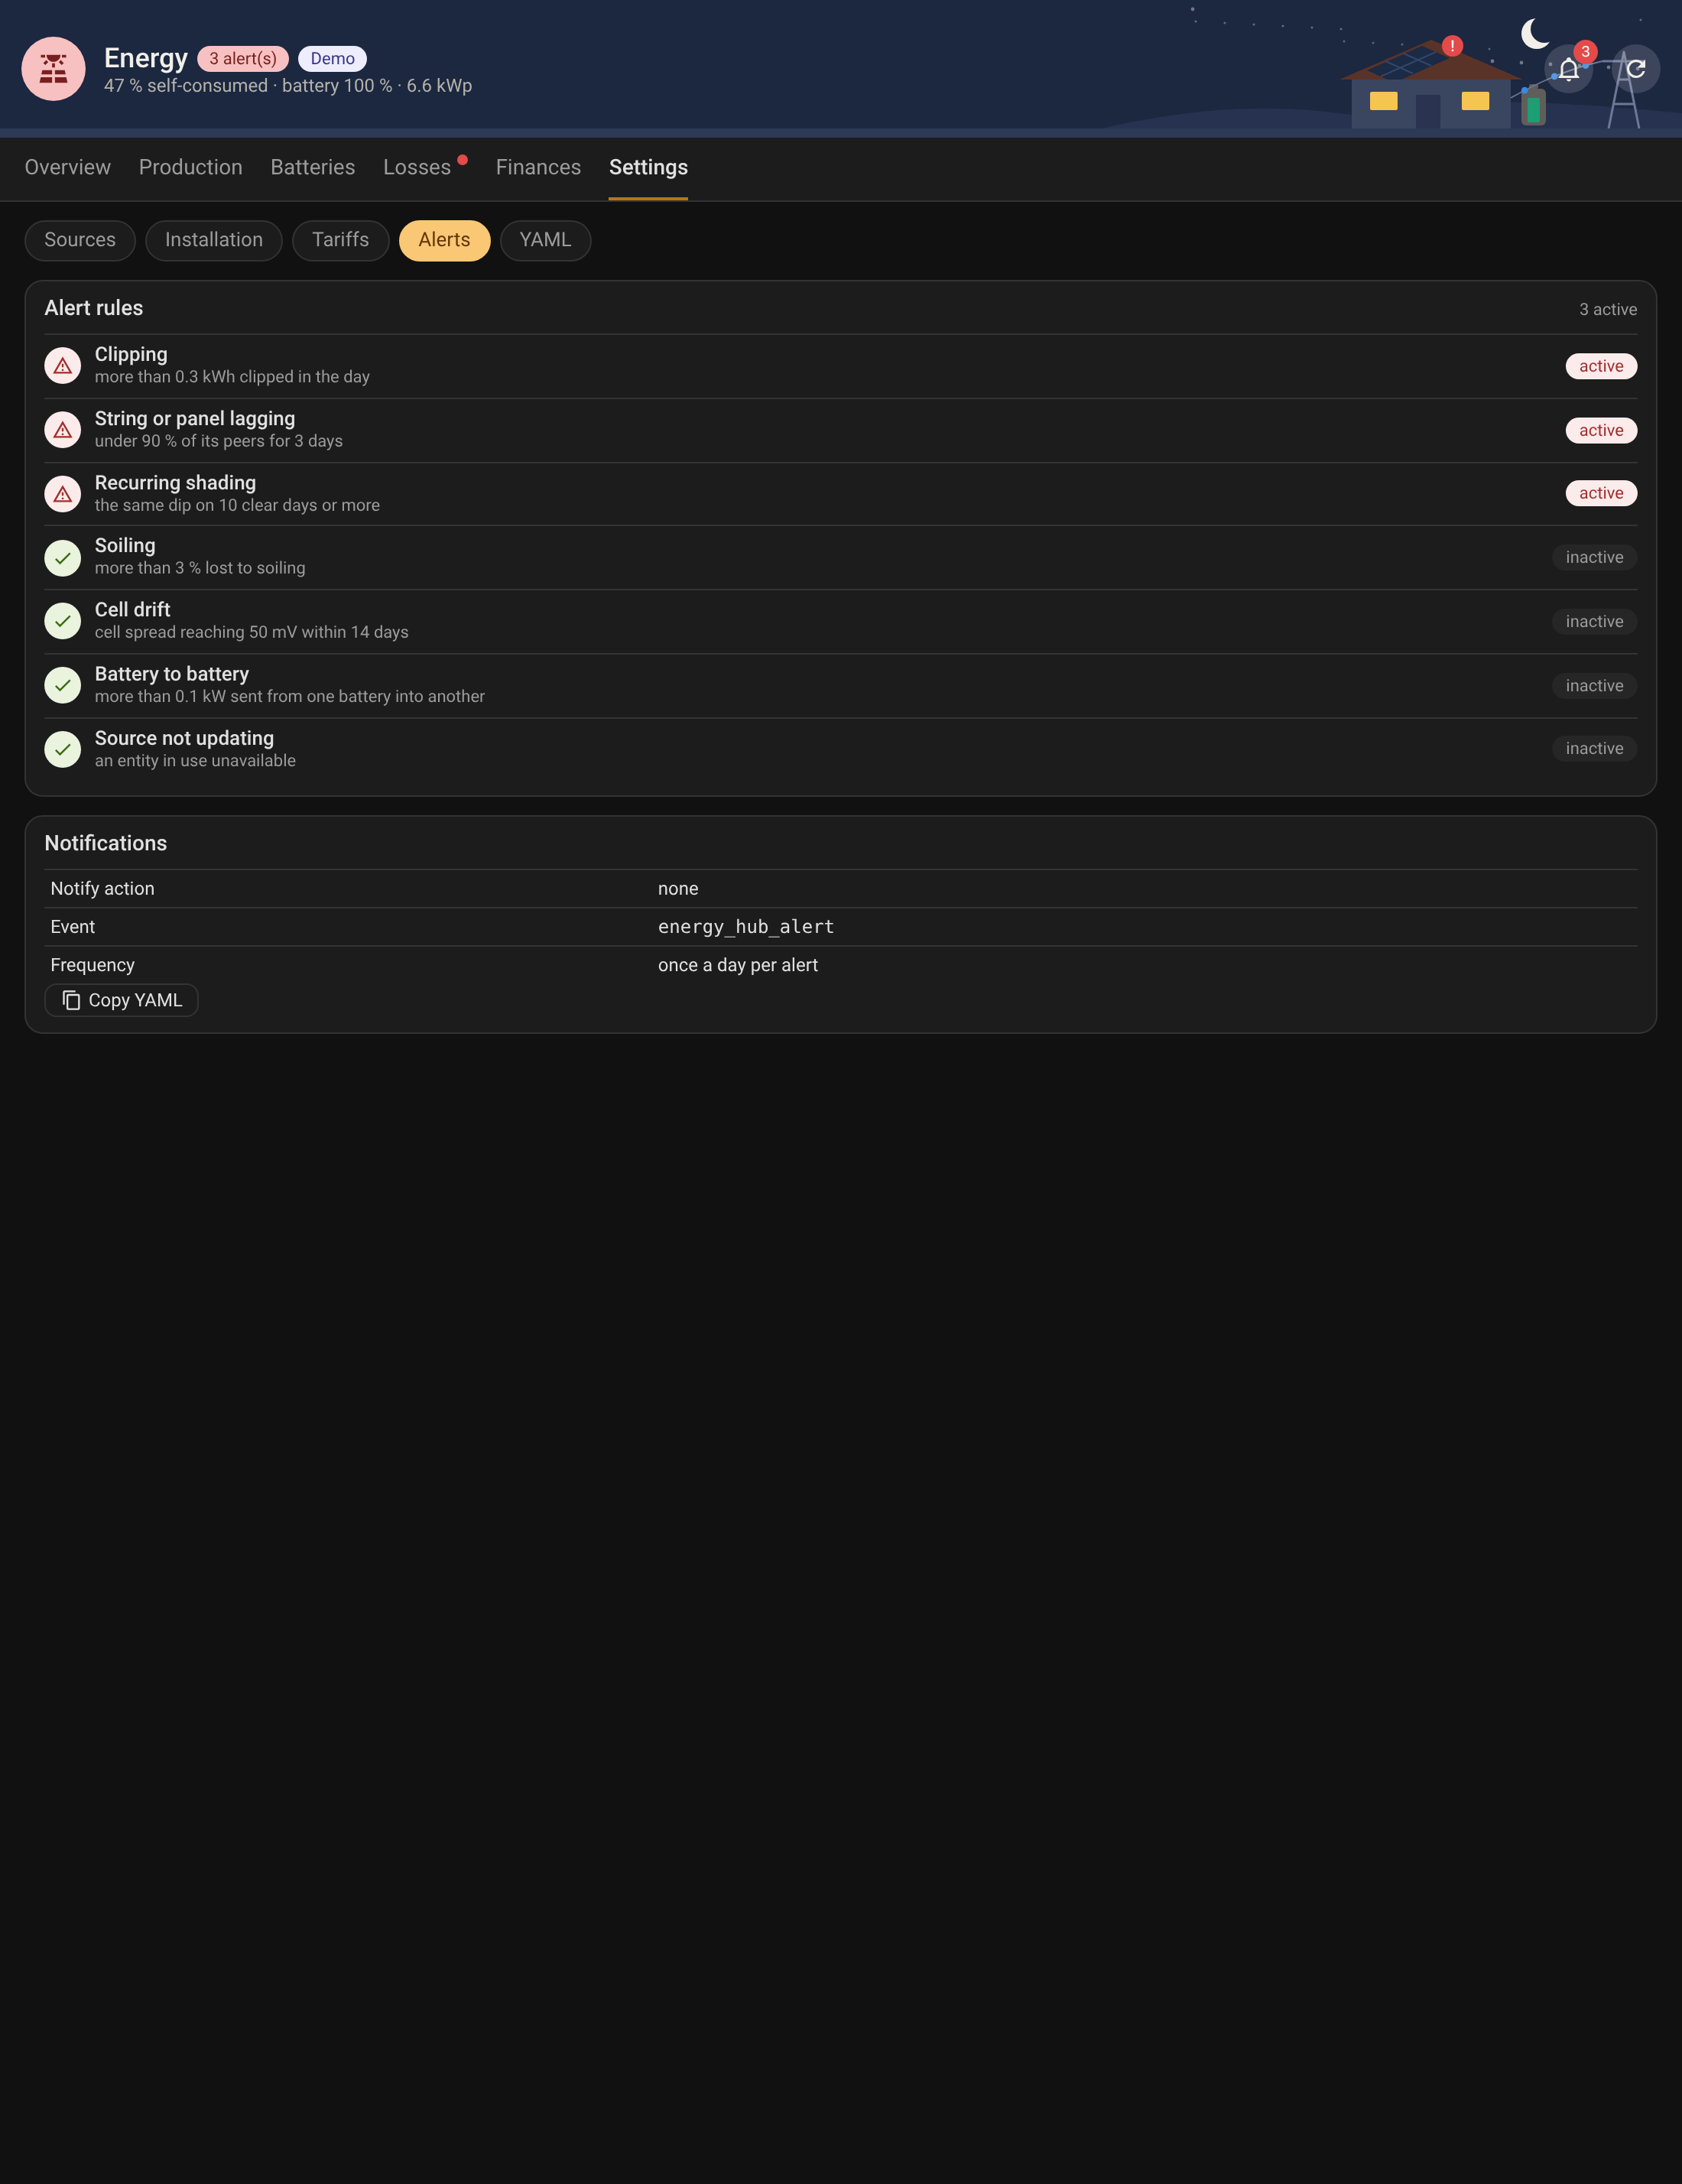 Energy 3 alert(s) Demo
47 % self-consumed · battery 100 % · 6.6 kWp
!
3
Overview Production Batteries Losses Finances Settings
Sources Installation Tariffs Alerts YAML
Alert rules 3 active
Clipping
more than 0.3 kWh clipped in the day
active
String or panel lagging
under 90 % of its peers for 3 days
active
Recurring shading
the same dip on 10 clear days or more
active
Soiling
more than 3 % lost to soiling
inactive
Cell drift
cell spread reaching 50 mV within 14 days
inactive
Battery to battery
more than 0.1 kW sent from one battery into another
inactive
Source not updating
an entity in use unavailable
inactive
Notifications
Notify action none
Event energy_hub_alert
Frequency once a day per alert
Copy YAML